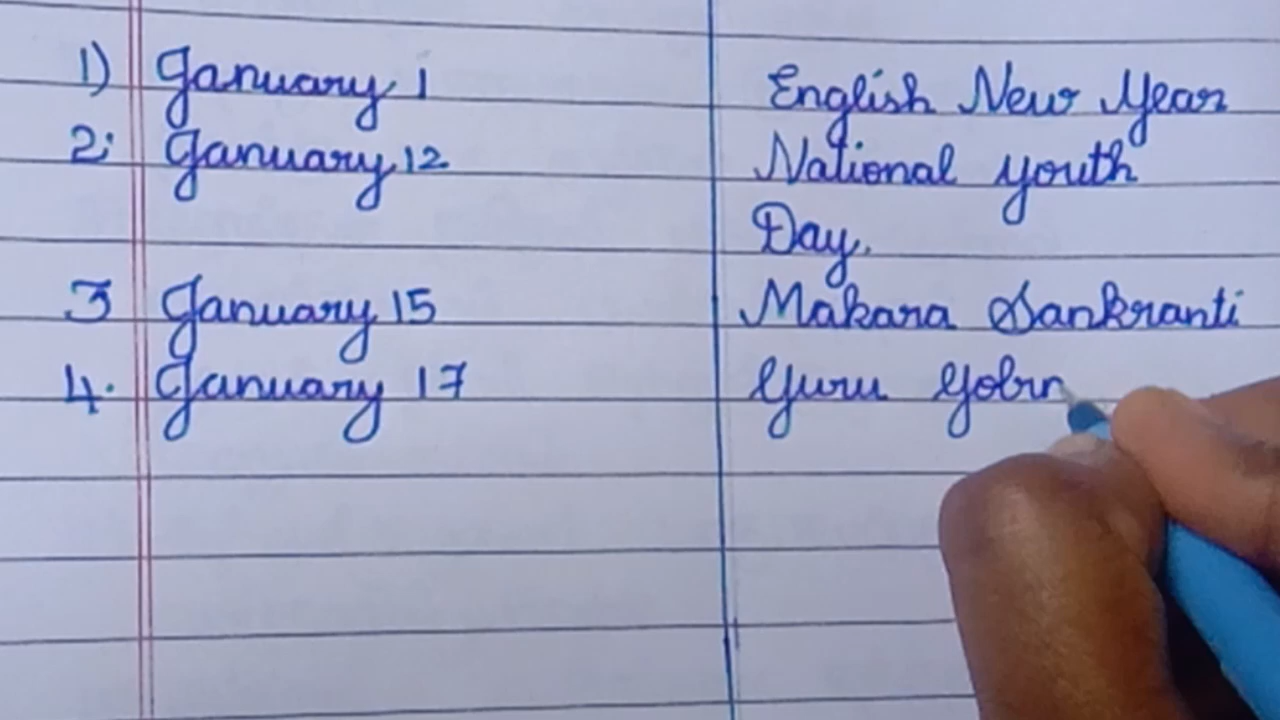 1) January 1 English New Year
2. January 12 National youth
Day.
3 January 15 Makara Sankranti
4. January 17 Guru Gobin